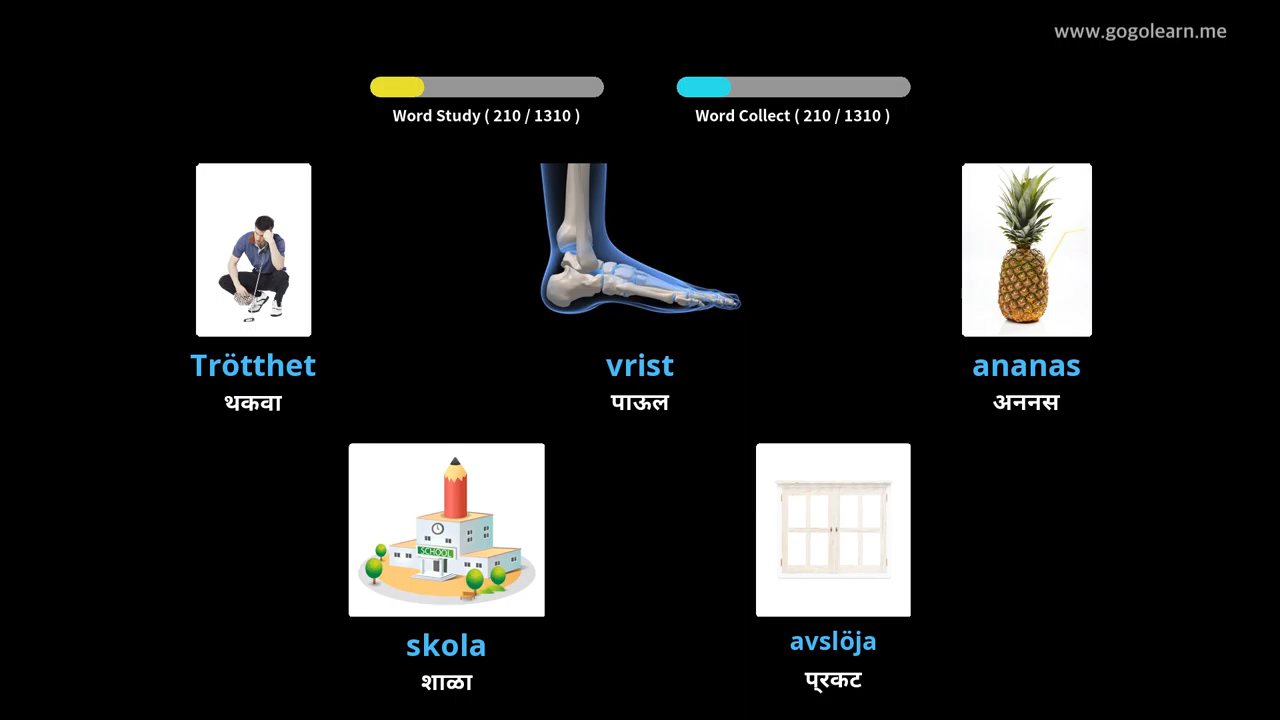 www.gogolearn.me
Word Study ( 210 / 1310 )
Word Collect ( 210 / 1310 )
Trötthet
थकवा
vrist
पाऊल
ananas
अननस
SCHOOL
skola
शाळा
avslöja
प्रकट